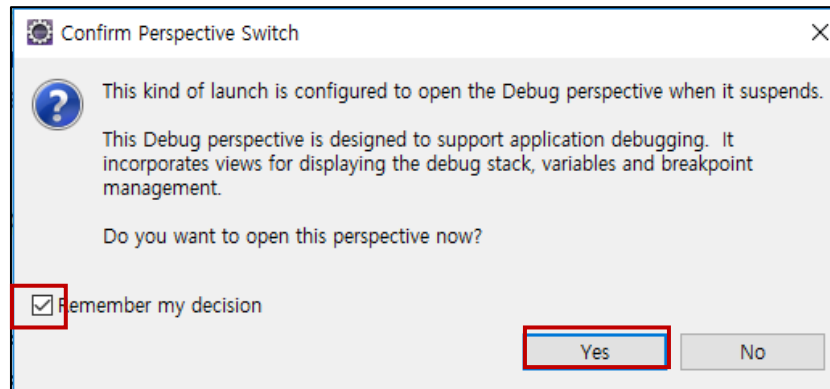 Confirm Perspective Switch
This kind of launch is configured to open the Debug perspective when it suspends.
This Debug perspective is designed to support application debugging. It
incorporates views for displaying the debug stack, variables and breakpoint
management.
Do you want to open this perspective now?
Remember my decision
Yes No